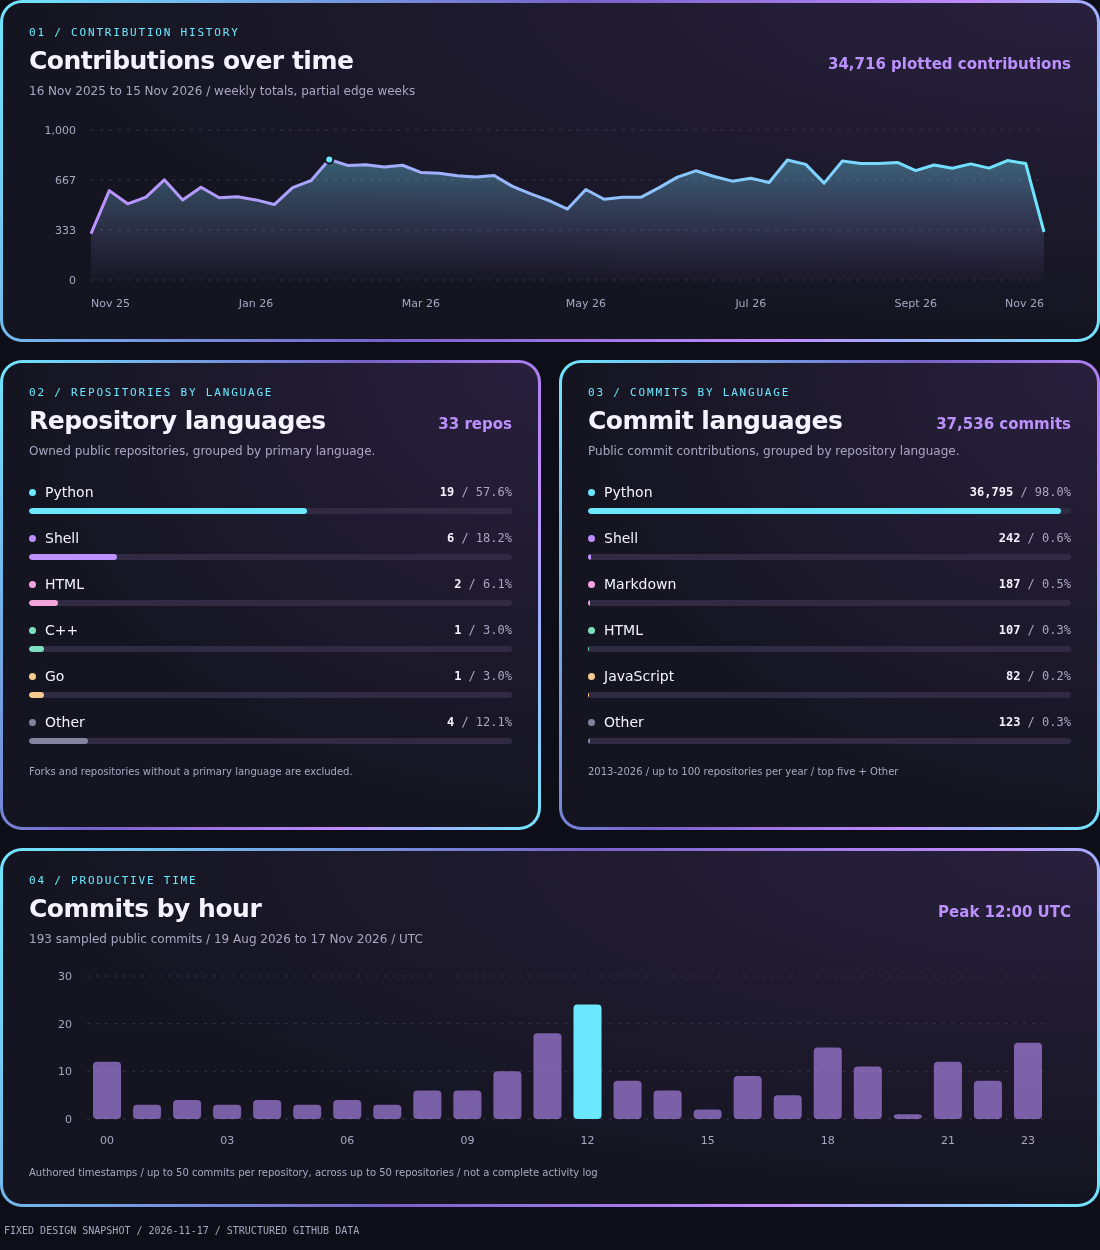 01 / CONTRIBUTION HISTORY
Contributions over time
34,716 plotted contributions
16 Nov 2025 to 15 Nov 2026 / weekly totals, partial edge weeks
1,000
667
333
0
Nov 25 Jan 26 Mar 26 May 26 Jul 26 Sept 26 Nov 26
02 / REPOSITORIES BY LANGUAGE
Repository languages
33 repos
Owned public repositories, grouped by primary language.
Python 19 / 57.6%
Shell 6 / 18.2%
HTML 2 / 6.1%
C++ 1 / 3.0%
Go 1 / 3.0%
Other 4 / 12.1%
Forks and repositories without a primary language are excluded.
03 / COMMITS BY LANGUAGE
Commit languages
37,536 commits
Public commit contributions, grouped by repository language.
Python 36,795 / 98.0%
Shell 242 / 0.6%
Markdown 187 / 0.5%
HTML 107 / 0.3%
JavaScript 82 / 0.2%
Other 123 / 0.3%
2013-2026 / up to 100 repositories per year / top five + Other
04 / PRODUCTIVE TIME
Commits by hour
Peak 12:00 UTC
193 sampled public commits / 19 Aug 2026 to 17 Nov 2026 / UTC
30
20
10
0
00 03 06 09 12 15 18 21 23
Authored timestamps / up to 50 commits per repository, across up to 50 repositories / not a complete activity log
FIXED DESIGN SNAPSHOT / 2026-11-17 / STRUCTURED GITHUB DATA